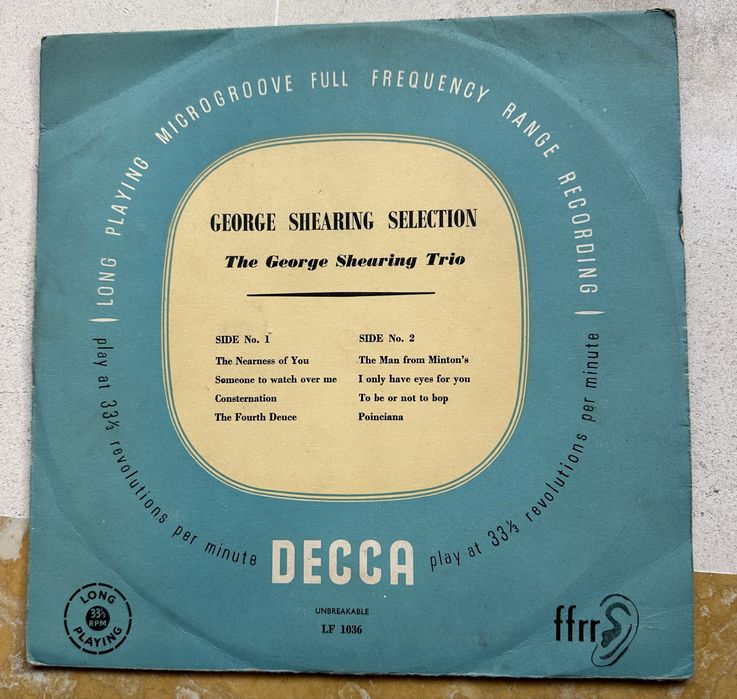 LONG PLAYING MICROGROOVE FULL FREQUENCY RANGE RECORDING
GEORGE SHEARING SELECTION
The George Shearing Trio
SIDE No. 1
The Nearness of You
Someone to watch over me
Consternation
The Fourth Deuce
SIDE No. 2
The Man from Minton's
I only have eyes for you
To be or not to bop
Poinciana
play at 33⅓ revolutions per minute
DECCA
play at 33⅓ revolutions per minute
UNBREAKABLE
LF 1036
LONG
33⅓
RPM
PLAYING
ffrr